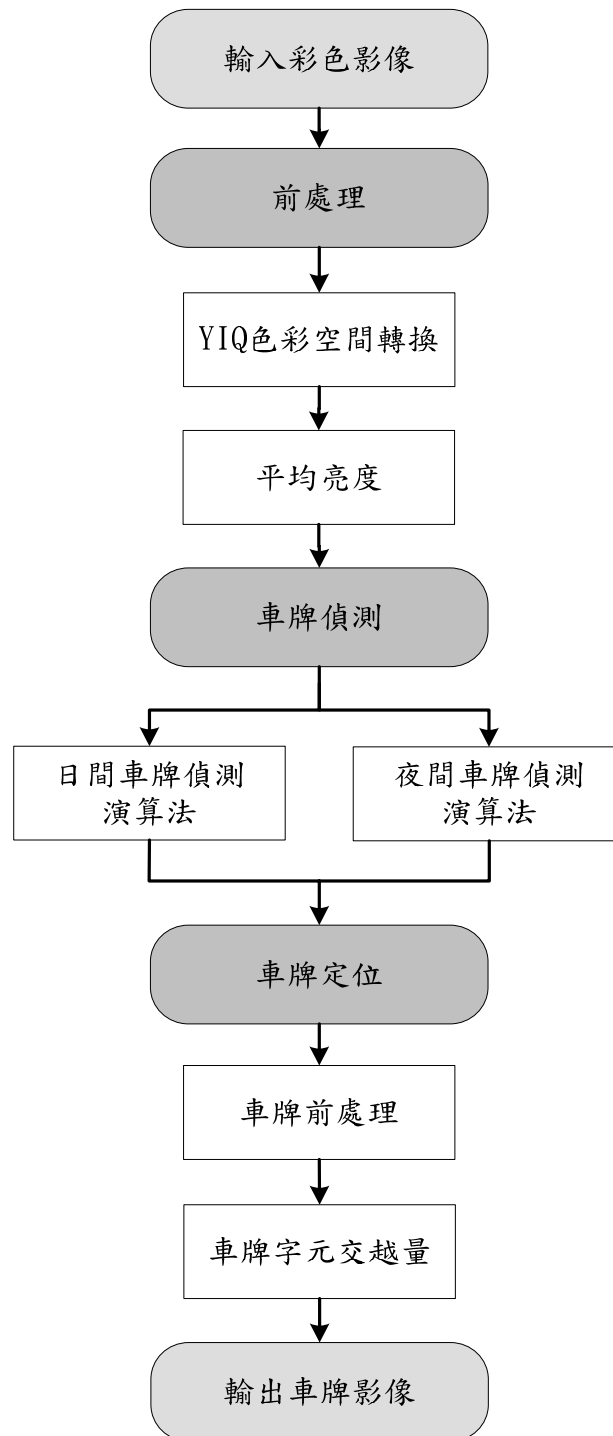 輸入彩色影像
前處理
YIQ色彩空間轉換
平均亮度
車牌偵測
日間車牌偵測
演算法
夜間車牌偵測
演算法
車牌定位
車牌前處理
車牌字元交越量
輸出車牌影像